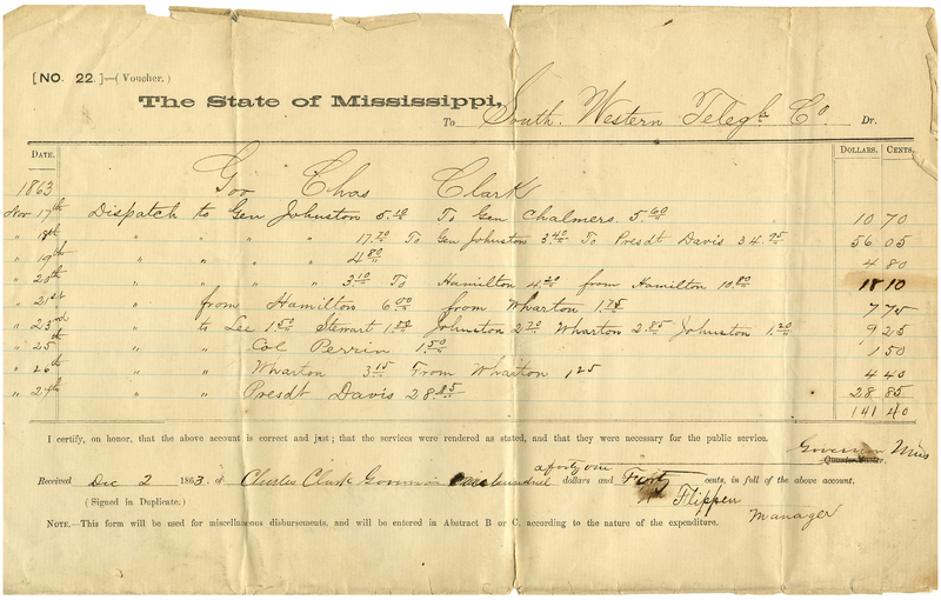 [NO. 22.]—(Voucher.)
The State of Mississippi,
To South. Western Telegh Co. Dr.
DATE. DOLLARS. CENTS.
1863 Gov Chas Clark
Nov 17th Dispatch to Gen Johnston 5.10 To Gen Chalmers. 5 60 10 70
" 18th " " " " 17.70 To Gen Johnston 3.40 To Presdt Davis 34.95 56 05
" 19th " " " " 4 80 4 80
" 20th " " " " 3.10 To Hamilton 4.20 from Hamilton 10.80 18 10
" 21st " from Hamilton 6 00 from Wharton 1.75 7 75
" 23rd " to Lee 1.50 Stewart Johnston 2.20 Wharton 2.85 Johnston 1.20 9 25
" 25th " " Col Perrin 1.50 1 50
" 26th " " Wharton 3 15 From Wharton 1 25 4 40
" " " Presdt Davis 28 85 28 85
141 40
I certify, on honor, that the above account is correct and just; that the services were rendered as stated, and that they were necessary for the public service.
Governor Miss
Quartermaster.
Received Dec 2 1863. of Charles Clark Governor one hundred & forty one dollars and Forty cents, in full of the above account.
(Signed in Duplicate.) Flippen
Manager
NOTE.—This form will be used for miscellaneous disbursements, and will be entered in Abstract B or C, according to the nature of the expenditure.